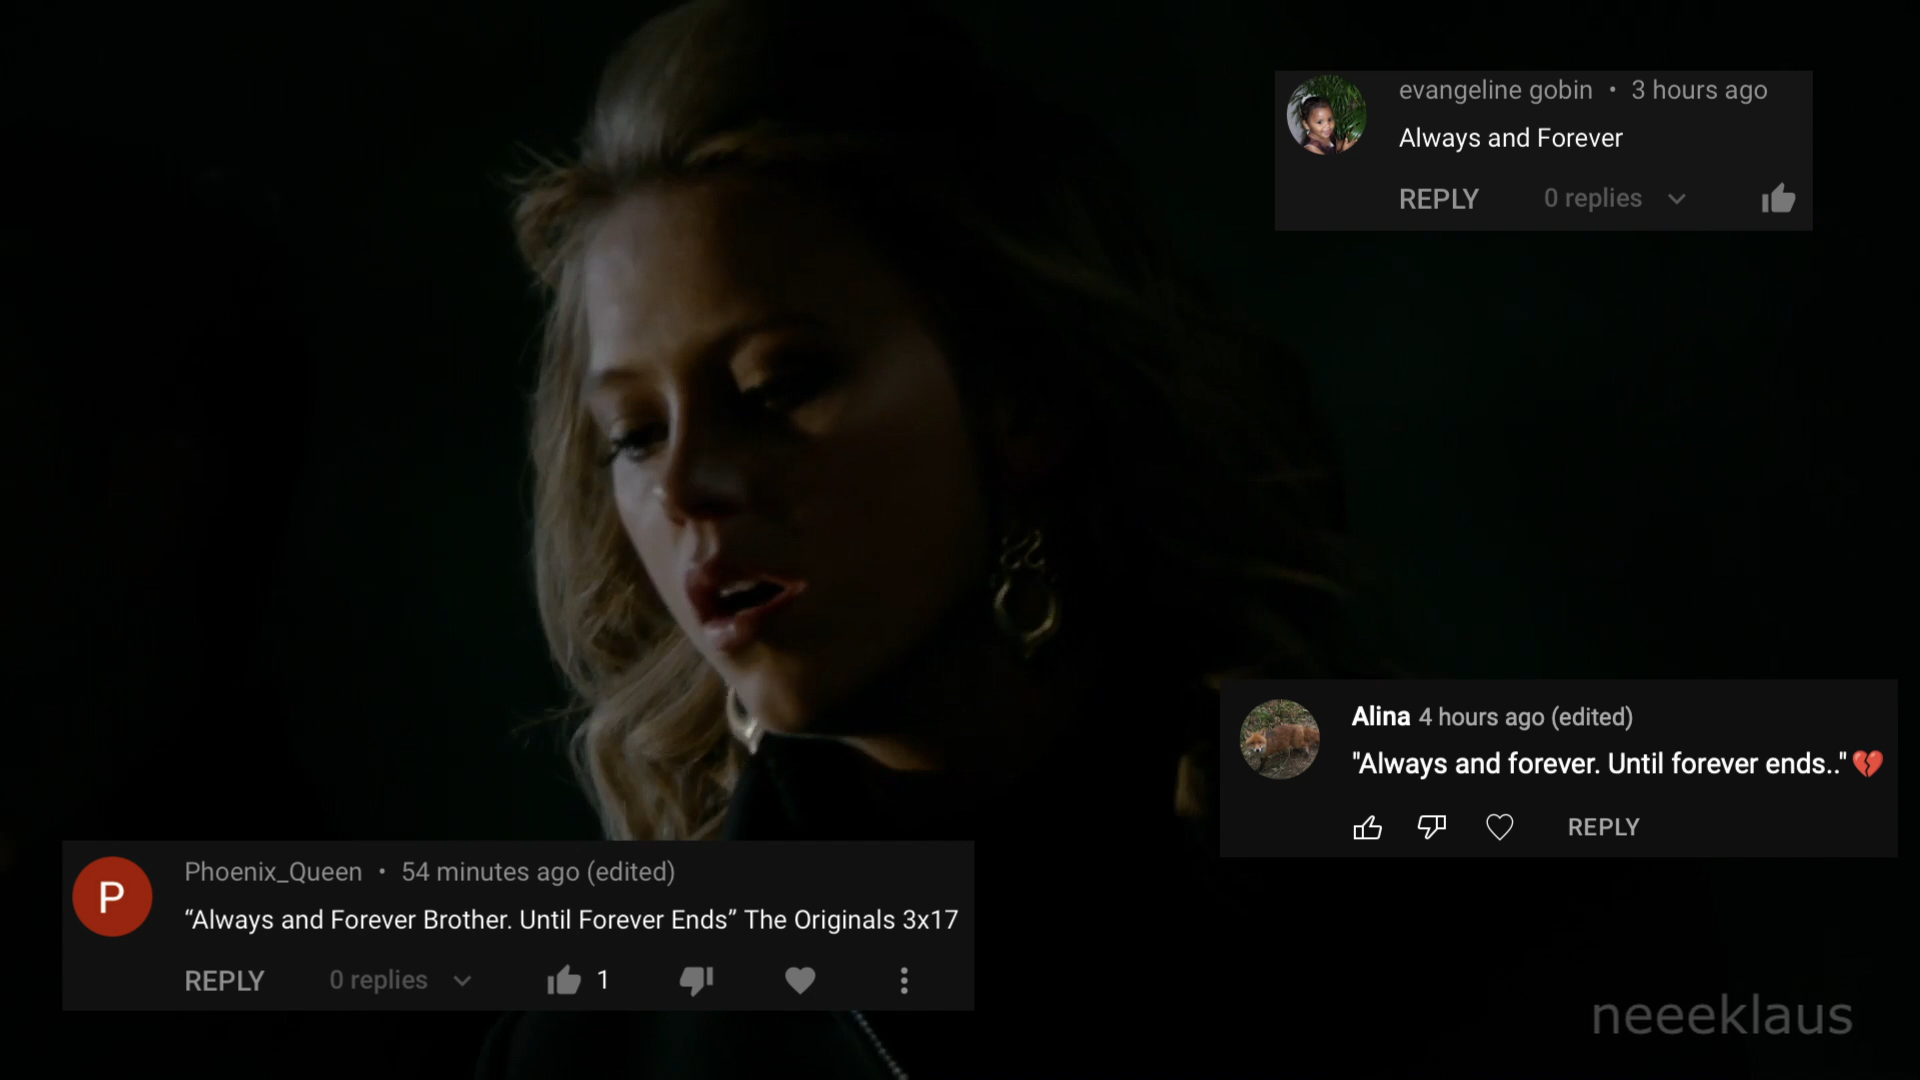 evangeline gobin • 3 hours ago
Always and Forever
REPLY 0 replies
Alina 4 hours ago (edited)
"Always and forever. Until forever ends.."💔
REPLY
P
Phoenix_Queen • 54 minutes ago (edited)
“Always and Forever Brother. Until Forever Ends” The Originals 3x17
REPLY 0 replies 1
neeeklaus